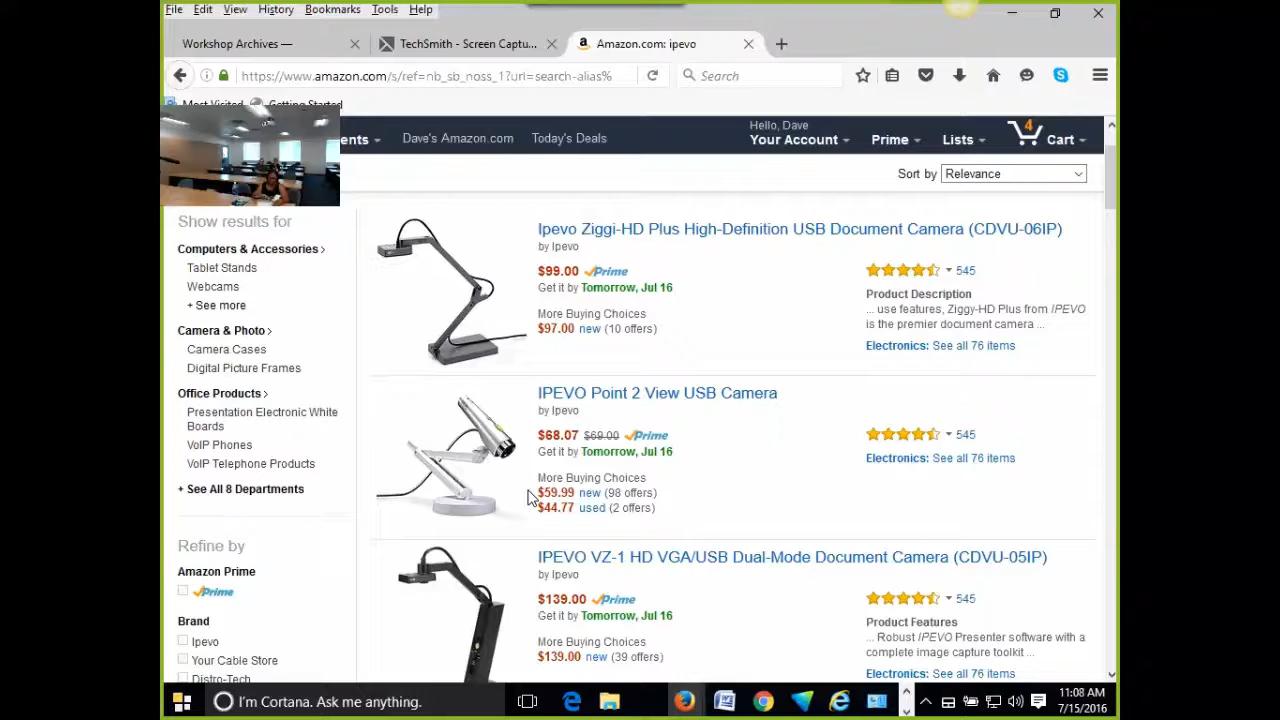 File Edit View History Bookmarks Tools Help
Workshop Archives —
TechSmith - Screen Captu...
Amazon.com: ipevo
https://www.amazon.com/s/ref=nb_sb_noss_1?url=search-alias%
Search
Most Visited Getting Started
ents Dave's Amazon.com Today's Deals
Hello, Dave
Your Account Prime Lists 4 Cart
Sort by Relevance
Show results for
Computers & Accessories
Tablet Stands
Webcams
+ See more
Camera & Photo
Camera Cases
Digital Picture Frames
Office Products
Presentation Electronic White
Boards
VoIP Phones
VoIP Telephone Products
+ See All 8 Departments
Refine by
Amazon Prime
Prime
Brand
Ipevo
Your Cable Store
Distro-Tech
Ipevo Ziggi-HD Plus High-Definition USB Document Camera (CDVU-06IP)
by Ipevo
$99.00 Prime
Get it by Tomorrow, Jul 16
More Buying Choices
$97.00 new (10 offers)
545
Product Description
... use features, Ziggy-HD Plus from IPEVO
is the premier document camera ...
Electronics: See all 76 items
IPEVO Point 2 View USB Camera
by Ipevo
$68.07 $69.00 Prime
Get it by Tomorrow, Jul 16
More Buying Choices
$59.99 new (98 offers)
$44.77 used (2 offers)
545
Electronics: See all 76 items
IPEVO VZ-1 HD VGA/USB Dual-Mode Document Camera (CDVU-05IP)
by Ipevo
$139.00 Prime
Get it by Tomorrow, Jul 16
More Buying Choices
$139.00 new (39 offers)
545
Product Features
... Robust IPEVO Presenter software with a
complete image capture toolkit ...
Electronics: See all 76 items
I'm Cortana. Ask me anything.
11:08 AM
7/15/2016